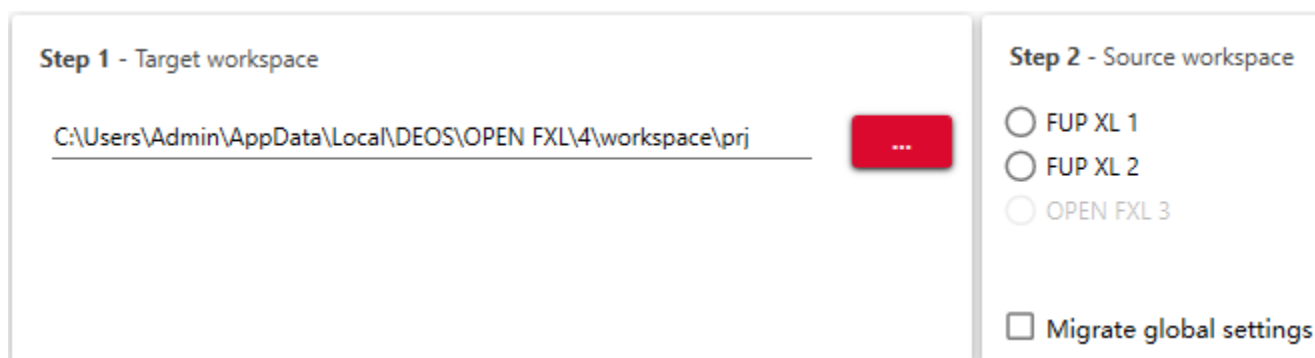 Step 1 - Target workspace
C:\Users\Admin\AppData\Local\DEOS\OPEN FXL\4\workspace\prj
...
Step 2 - Source workspace
FUP XL 1
FUP XL 2
OPEN FXL 3
Migrate global settings